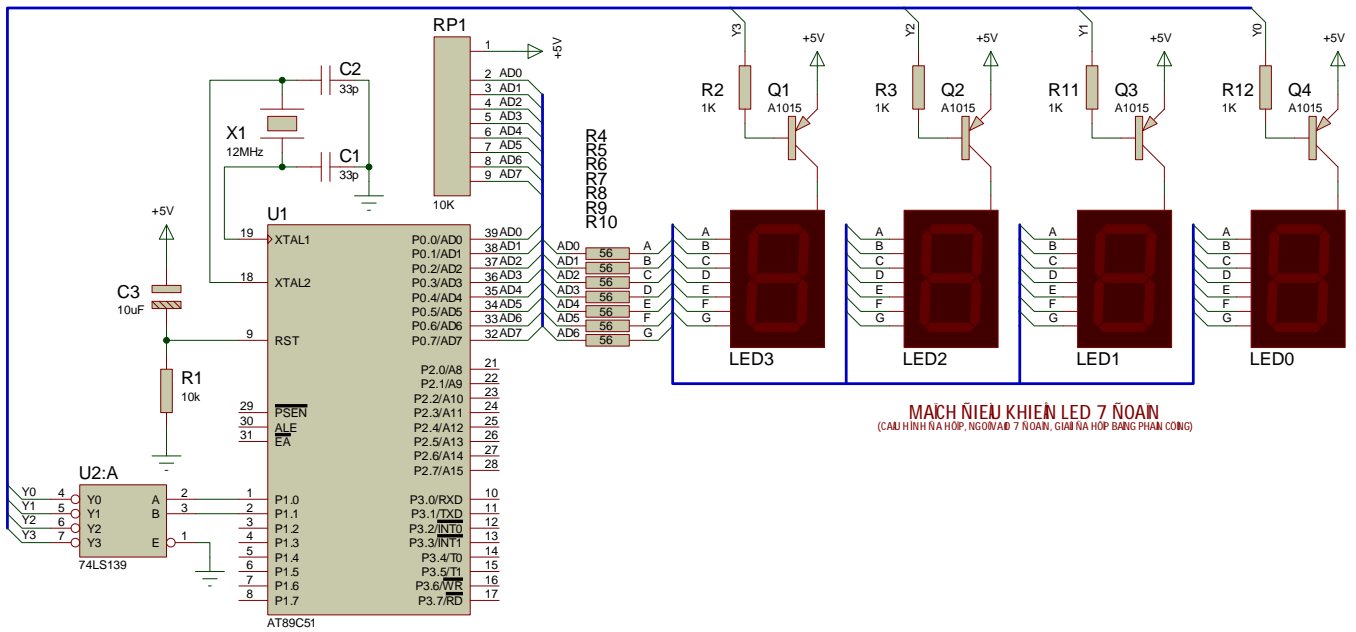 RP1
1
+5V
2 AD0
3 AD1
4 AD2
5 AD3
6 AD4
7 AD5
8 AD6
9 AD7
10K
C2
33p
X1
12MHz
C1
33p
Y3
+5V
R2
1K
Q1
A1015
Y2
+5V
R3
1K
Q2
A1015
Y1
+5V
R11
1K
Q3
A1015
Y0
+5V
R12
1K
Q4
A1015
R4
R5
R6
R7
R8
R9
R10
AD0 56 A
AD1 56 B
AD2 56 C
AD3 56 D
AD4 56 E
AD5 56 F
AD6 56 G
A
B
C
D
E
F
G
LED3
A
B
C
D
E
F
G
LED2
A
B
C
D
E
F
G
LED1
A
B
C
D
E
F
G
LED0
+5V
C3
10uF
R1
10k
U1
19 XTAL1
18 XTAL2
9 RST
29 PSEN
30 ALE
31 EA
1 P1.0
2 P1.1
3 P1.2
4 P1.3
5 P1.4
6 P1.5
7 P1.6
8 P1.7
P0.0/AD0 39 AD0
P0.1/AD1 38 AD1
P0.2/AD2 37 AD2
P0.3/AD3 36 AD3
P0.4/AD4 35 AD4
P0.5/AD5 34 AD5
P0.6/AD6 33 AD6
P0.7/AD7 32 AD7
P2.0/A8 21
P2.1/A9 22
P2.2/A10 23
P2.3/A11 24
P2.4/A12 25
P2.5/A13 26
P2.6/A14 27
P2.7/A15 28
P3.0/RXD 10
P3.1/TXD 11
P3.2/INT0 12
P3.3/INT1 13
P3.4/T0 14
P3.5/T1 15
P3.6/WR 16
P3.7/RD 17
AT89C51
U2:A
Y0 4 Y0 A 2
Y1 5 Y1 B 3
Y2 6 Y2
Y3 7 Y3 E 1
74LS139
LED 7
7